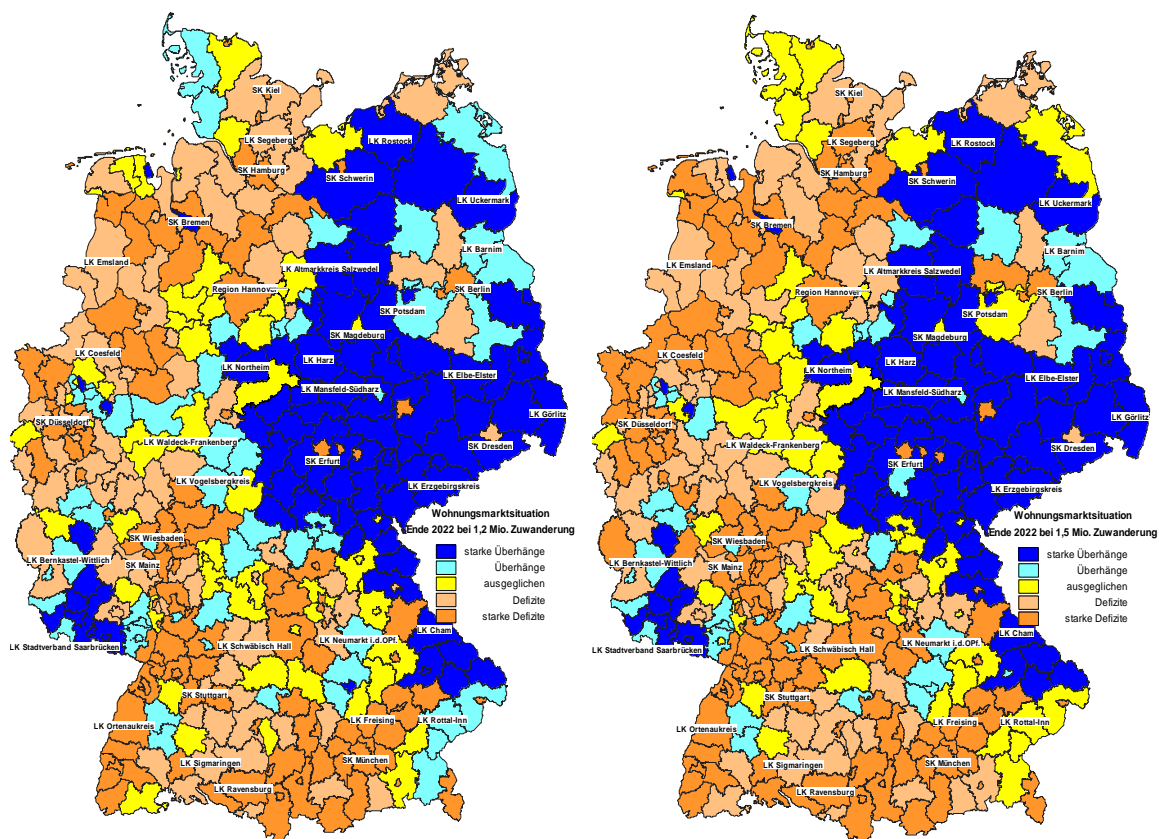 SK Kiel
LK Segeberg
LK Rostock
SK Hamburg
SK Schwerin
LK Uckermark
SK Bremen
LK Barnim
LK Emsland
LK Altmarkkreis Salzwedel
Region Hannover
SK Berlin
SK Potsdam
SK Magdeburg
LK Coesfeld
LK Northeim
LK Harz
LK Elbe-Elster
LK Mansfeld-Südharz
LK Görlitz
SK Düsseldorf
LK Waldeck-Frankenberg
SK Dresden
SK Erfurt
LK Vogelsbergkreis
LK Erzgebirgskreis
Wohnungsmarktsituation
Ende 2022 bei 1,2 Mio. Zuwanderung
SK Wiesbaden
starke Überhänge
LK Bernkastel-Wittlich
SK Mainz
Überhänge
ausgeglichen
Defizite
starke Defizite
LK Cham
LK Neumarkt i.d.OPf.
LK Stadtverband Saarbrücken
LK Schwäbisch Hall
SK Stuttgart
LK Ortenaukreis
LK Freising
LK Rottal-Inn
SK München
LK Sigmaringen
LK Ravensburg
SK Kiel
LK Segeberg
LK Rostock
SK Hamburg
SK Schwerin
LK Uckermark
SK Bremen
LK Barnim
LK Emsland
LK Altmarkkreis Salzwedel
Region Hannover
SK Berlin
SK Potsdam
SK Magdeburg
LK Coesfeld
LK Harz
LK Northeim
LK Elbe-Elster
LK Mansfeld-Südharz
LK Görlitz
SK Düsseldorf
LK Waldeck-Frankenberg
SK Dresden
SK Erfurt
LK Vogelsbergkreis
LK Erzgebirgskreis
Wohnungsmarktsituation
Ende 2022 bei 1,5 Mio. Zuwanderung
SK Wiesbaden
starke Überhänge
LK Bernkastel-Wittlich
SK Mainz
Überhänge
ausgeglichen
Defizite
starke Defizite
LK Cham
LK Neumarkt i.d.OPf.
LK Stadtverband Saarbrücken
LK Schwäbisch Hall
SK Stuttgart
LK Ortenaukreis
LK Freising
LK Rottal-Inn
SK München
LK Sigmaringen
LK Ravensburg